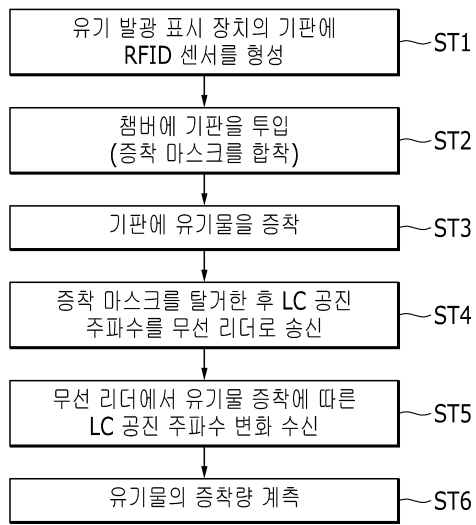 유기 발광 표시 장치의 기판에
RFID 센서를 형성
ST1
챔버에 기판을 투입
(증착 마스크를 합착)
ST2
기판에 유기물을 증착
ST3
증착 마스크를 탈거한 후 LC 공진
주파수를 무선 리더로 송신
ST4
무선 리더에서 유기물 증착에 따른
LC 공진 주파수 변화 수신
ST5
유기물의 증착량 계측
ST6